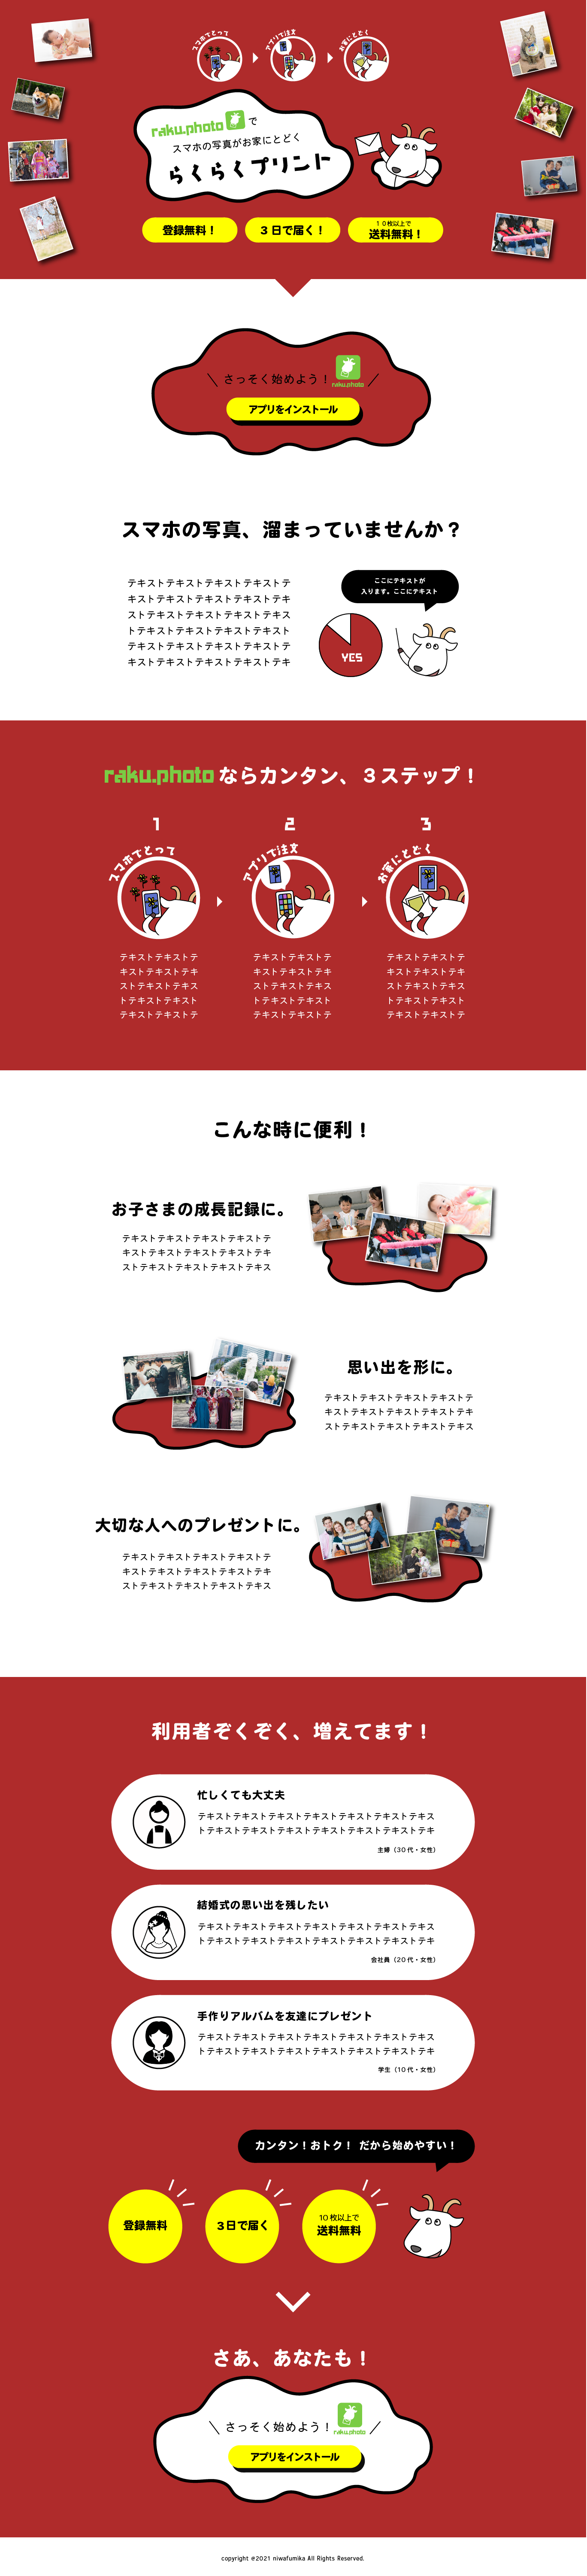 スマホでとって
アプリで注文
お家にとどく
raku.photo で
スマホの写真がお家にとどく
らくらくプリント
登録無料！
３日で届く！
１０枚以上で
送料無料！
＼ さっそく始めよう！ ／
raku.photo
アプリをインストール
スマホの写真、溜まっていませんか？
テキストテキストテキストテキストテ
キストテキストテキストテキストテキ
ストテキストテキストテキストテキス
トテキストテキストテキストテキスト
テキストテキストテキストテキストテ
キストテキストテキストテキストテキ
ここにテキストが
入ります。ここにテキスト
YES
raku.photo ならカンタン、３ステップ！
1
2
3
スマホでとって
アプリで注文
お家にとどく
テキストテキストテ
キストテキストテキ
ストテキストテキス
トテキストテキスト
テキストテキストテ
テキストテキストテ
キストテキストテキ
ストテキストテキス
トテキストテキスト
テキストテキストテ
テキストテキストテ
キストテキストテキ
ストテキストテキス
トテキストテキスト
テキストテキストテ
こんな時に便利！
お子さまの成長記録に。
テキストテキストテキストテキストテ
キストテキストテキストテキストテキ
ストテキストテキストテキストテキス
思い出を形に。
テキストテキストテキストテキストテ
キストテキストテキストテキストテキ
ストテキストテキストテキストテキス
大切な人へのプレゼントに。
テキストテキストテキストテキストテ
キストテキストテキストテキストテキ
ストテキストテキストテキストテキス
利用者ぞくぞく、増えてます！
忙しくても大丈夫
テキストテキストテキストテキストテキストテキストテキス
トテキストテキストテキストテキストテキストテキストテキ
主婦（30代・女性）
結婚式の思い出を残したい
テキストテキストテキストテキストテキストテキストテキス
トテキストテキストテキストテキストテキストテキストテキ
会社員（20代・女性）
手作りアルバムを友達にプレゼント
テキストテキストテキストテキストテキストテキストテキス
トテキストテキストテキストテキストテキストテキストテキ
学生（10代・女性）
カンタン！おトク！ だから始めやすい！
登録無料
３日で届く
10枚以上で
送料無料
さあ、あなたも！
＼ さっそく始めよう！ ／
raku.photo
アプリをインストール
copyright ©2021 niwafumika All Rights Reserved.